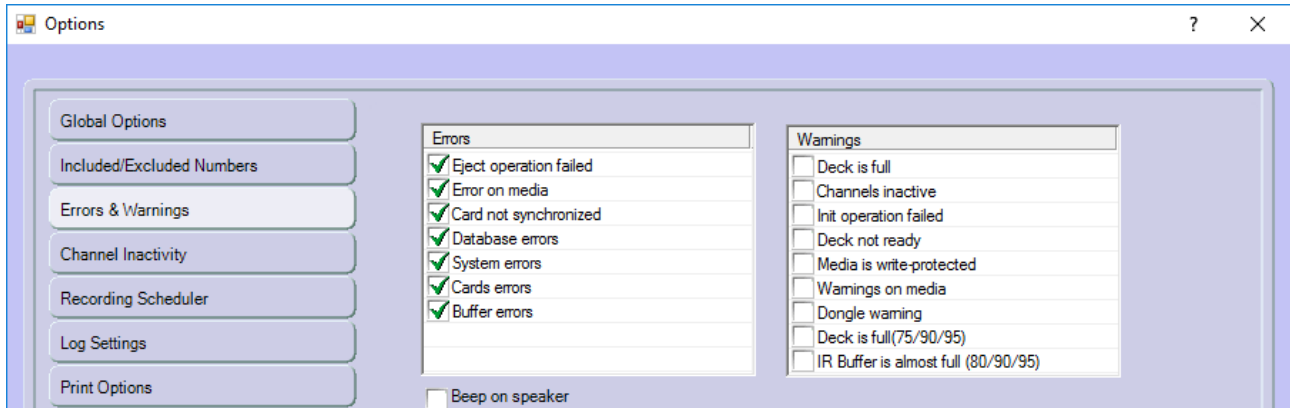 Options
?
Global Options
Included/Excluded Numbers
Errors & Warnings
Channel Inactivity
Recording Scheduler
Log Settings
Print Options
Errors
Eject operation failed
Error on media
Card not synchronized
Database errors
System errors
Cards errors
Buffer errors
Beep on speaker
Warnings
Deck is full
Channels inactive
Init operation failed
Deck not ready
Media is write-protected
Warnings on media
Dongle warning
Deck is full(75/90/95)
IR Buffer is almost full (80/90/95)